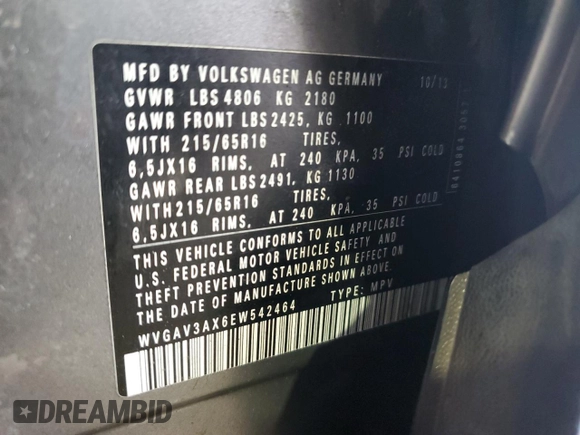 MFD BY VOLKSWAGEN AG GERMANY 10/13
GVWR LBS 4806 KG 2180
GAWR FRONT LBS 2425, KG 1100
WITH 215/65R16 TIRES,
6,5JX16 RIMS, AT 240 KPA, 35 PSI COLD
GAWR REAR LBS 2491, KG 1130
WITH 215/65R16 TIRES,
6,5JX16 RIMS, AT 240 KPA, 35 PSI COLD
THIS VEHICLE CONFORMS TO ALL APPLICABLE
U.S. FEDERAL MOTOR VEHICLE SAFETY AND
THEFT PREVENTION STANDARDS IN EFFECT ON
THE DATE OF MANUFACTURE SHOWN ABOVE.
WVGAV3AX6EW542464 TYPE: MPV
DREAMBID